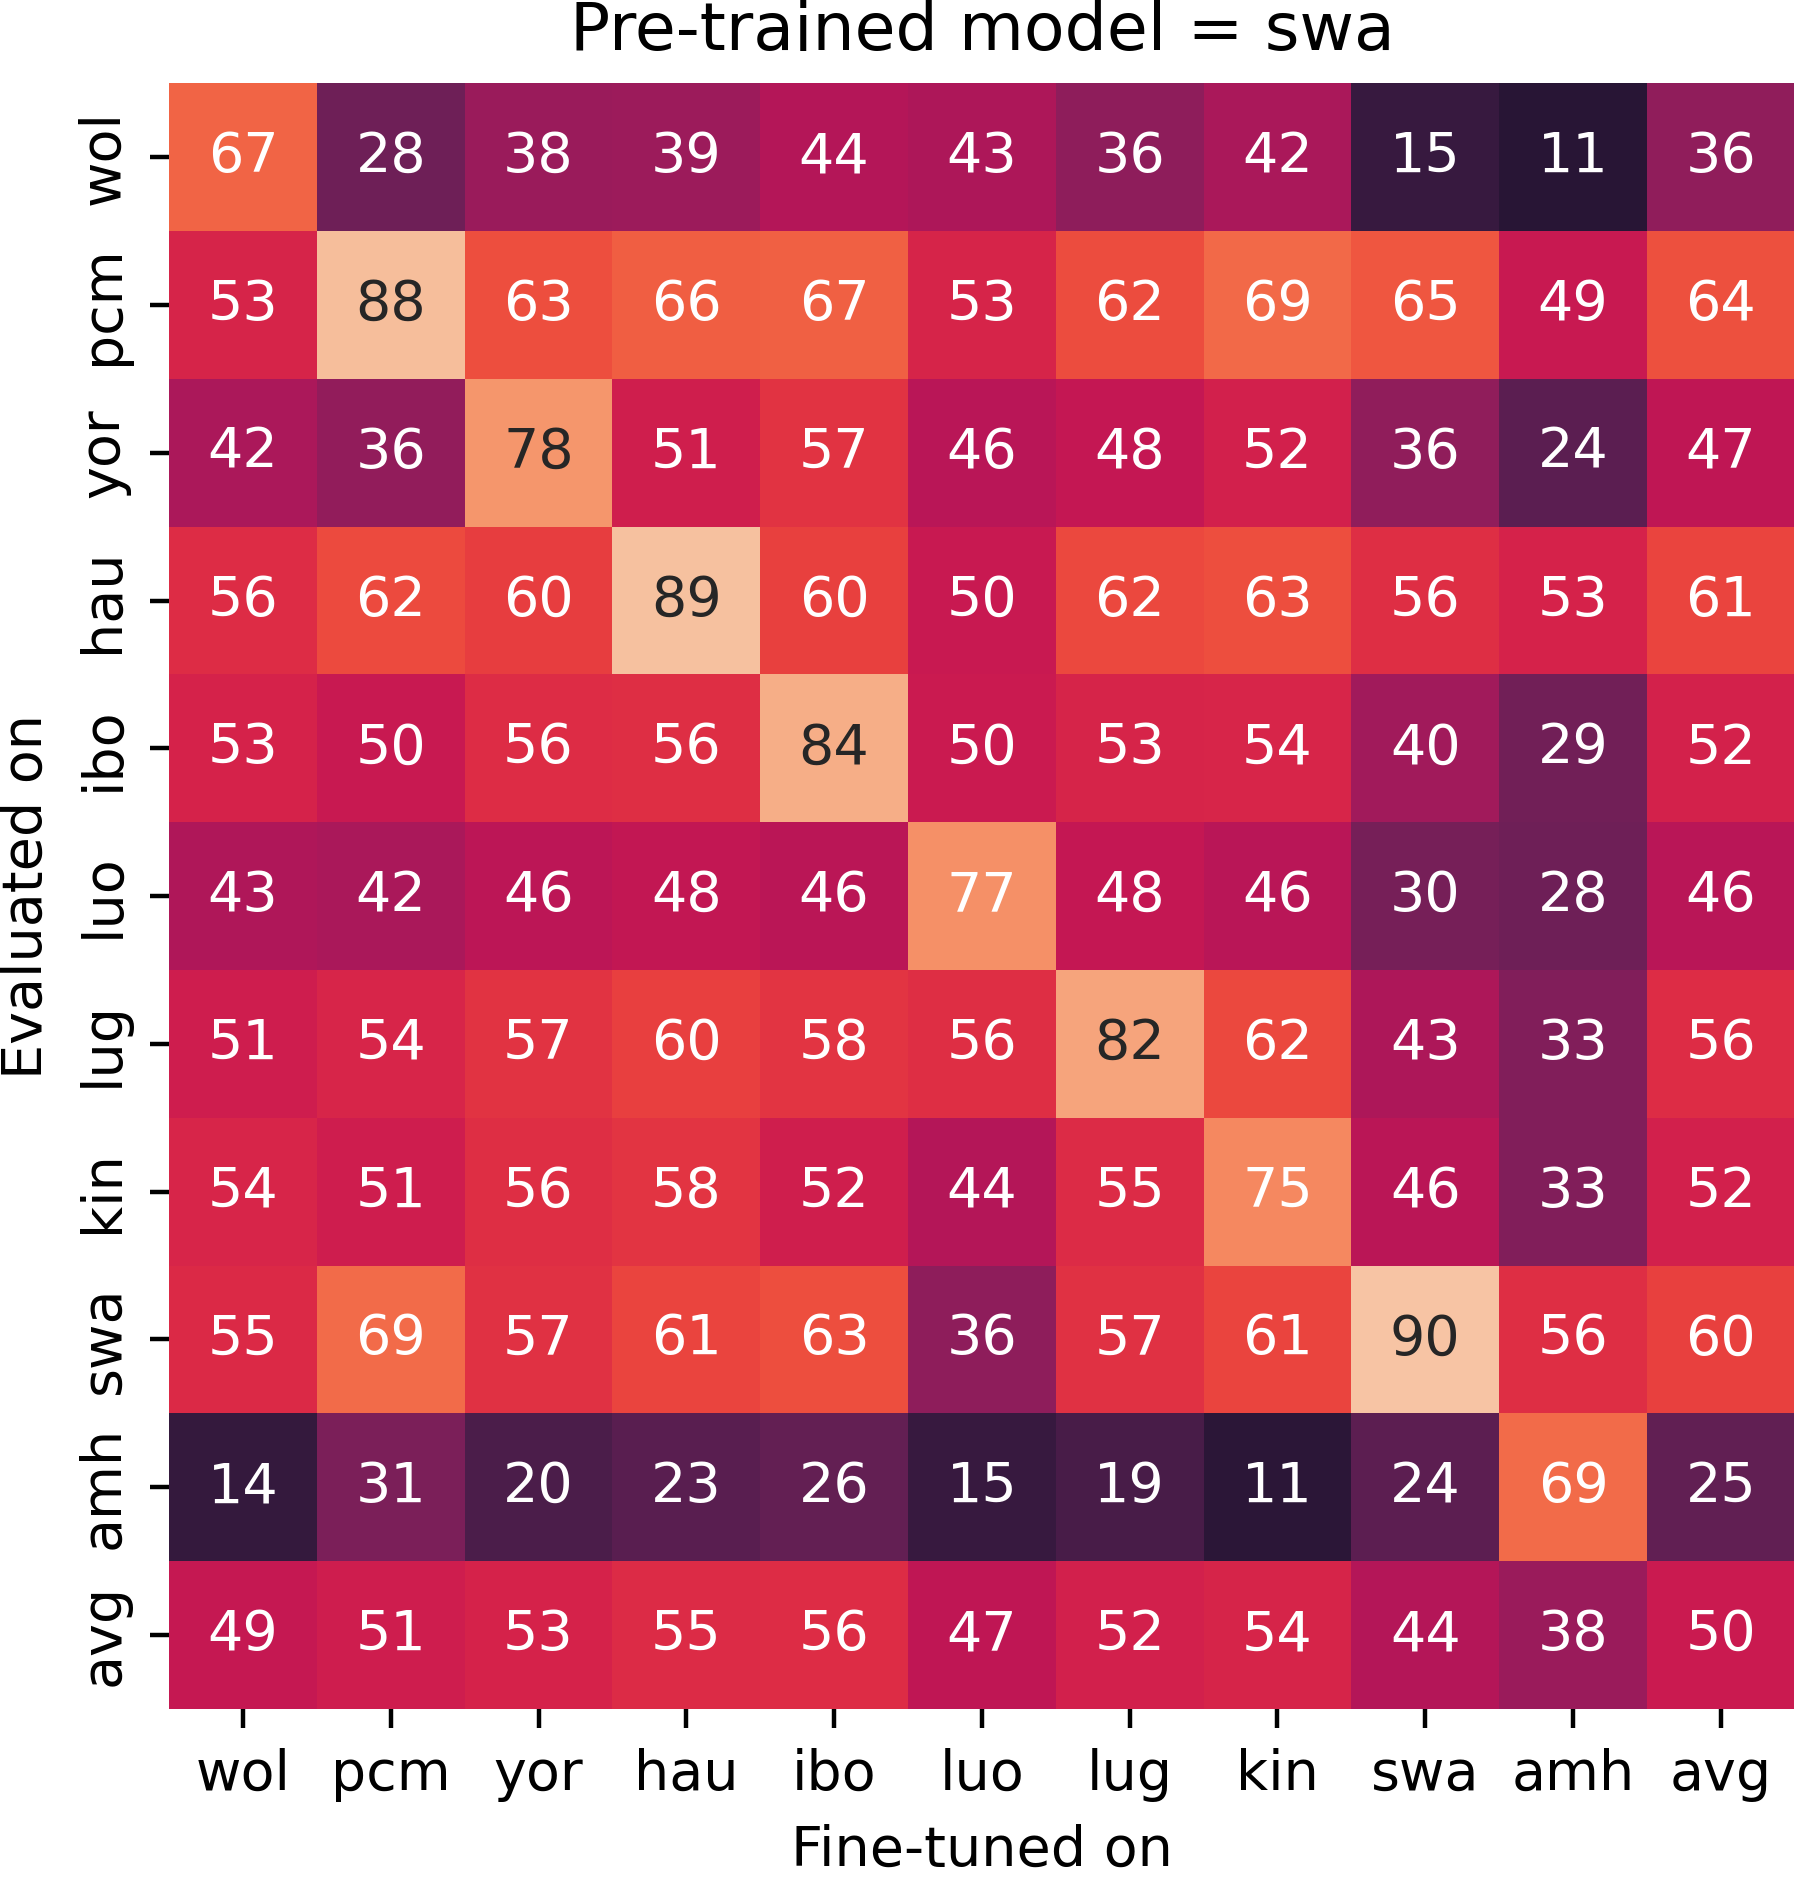 Pre-trained model = swa
Evaluated on
wol 67 28 38 39 44 43 36 42 15 11 36
pcm 53 88 63 66 67 53 62 69 65 49 64
yor 42 36 78 51 57 46 48 52 36 24 47
hau 56 62 60 89 60 50 62 63 56 53 61
ibo 53 50 56 56 84 50 53 54 40 29 52
luo 43 42 46 48 46 77 48 46 30 28 46
lug 51 54 57 60 58 56 82 62 43 33 56
kin 54 51 56 58 52 44 55 75 46 33 52
swa 55 69 57 61 63 36 57 61 90 56 60
amh 14 31 20 23 26 15 19 11 24 69 25
avg 49 51 53 55 56 47 52 54 44 38 50
wol pcm yor hau ibo luo lug kin swa amh avg
Fine-tuned on